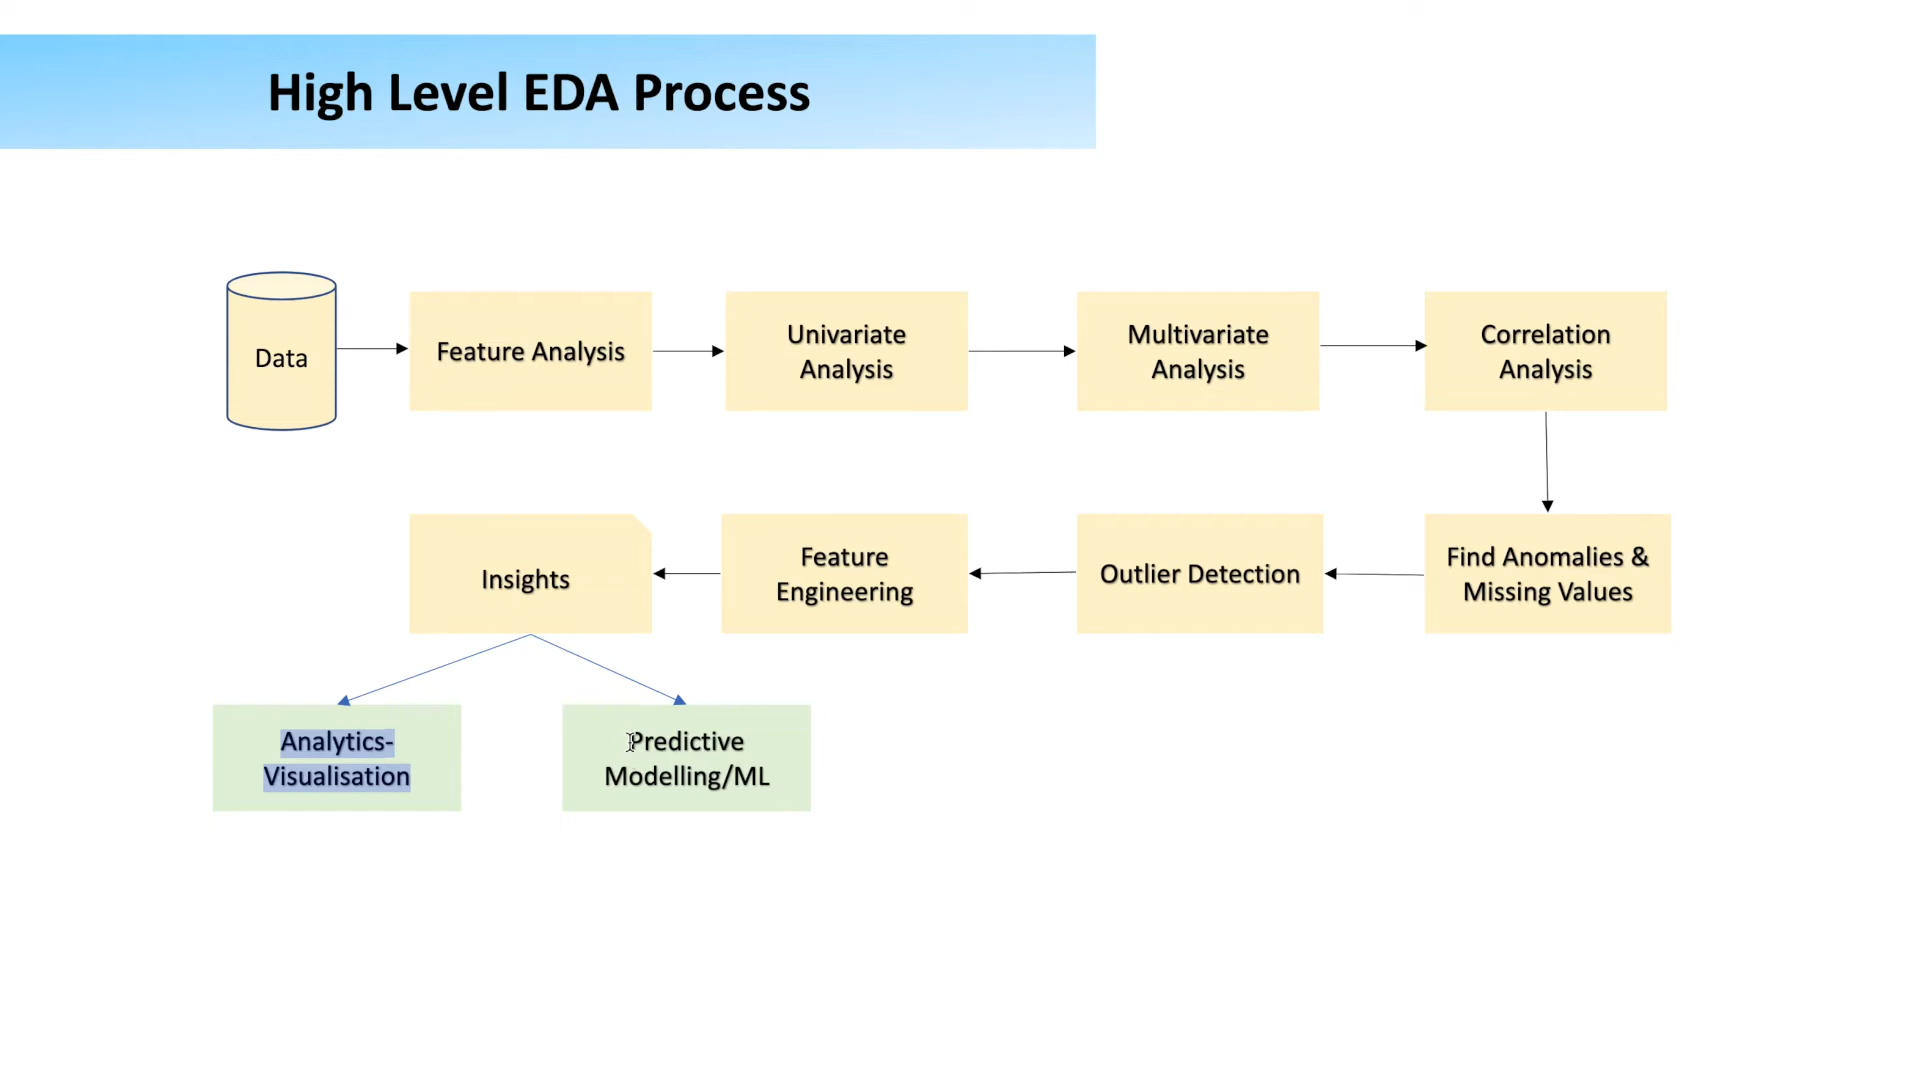 High Level EDA Process
Data
Feature Analysis
Univariate
Analysis
Multivariate
Analysis
Correlation
Analysis
Find Anomalies &
Missing Values
Outlier Detection
Feature
Engineering
Insights
Analytics-
Visualisation
Predictive
Modelling/ML